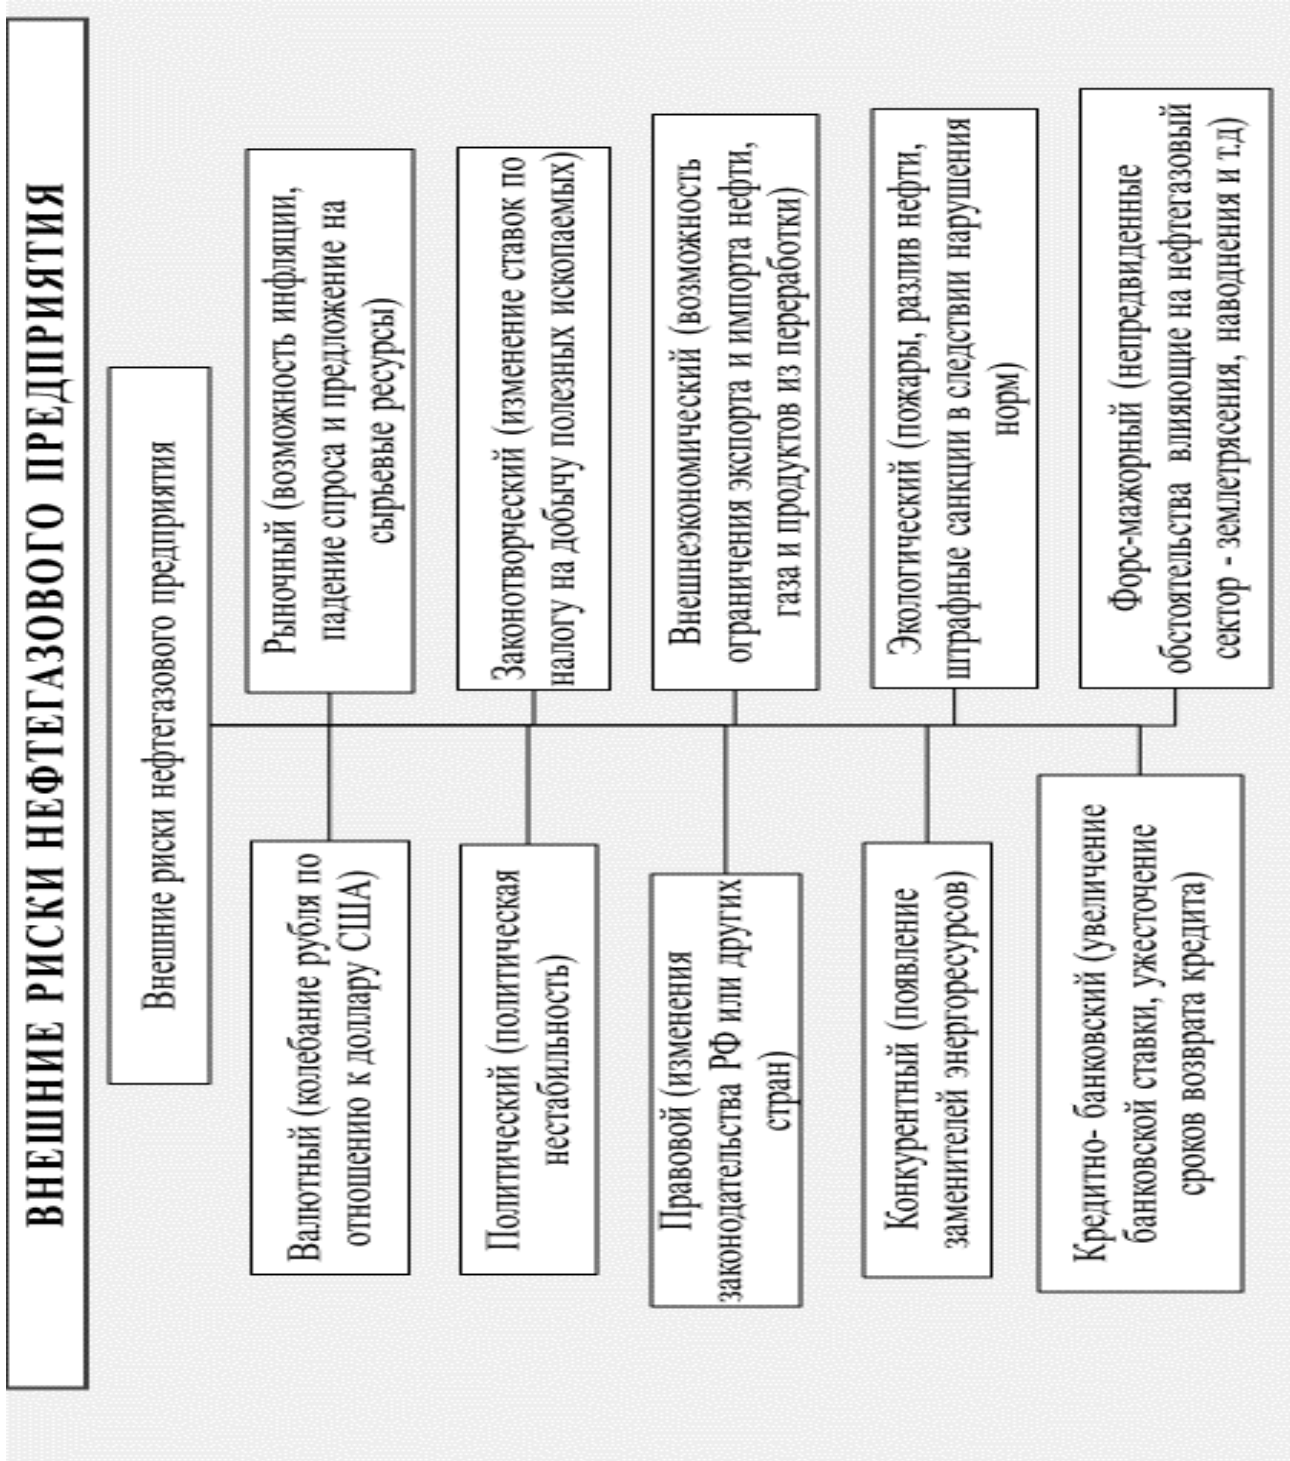 ВНЕШНИЕ РИСКИ НЕФТЕГАЗОВОГО ПРЕДПРИЯТИЯ
Внешние риски нефтегазового предприятия
Валютный (колебание рубля по
отношению к доллару США)
Рыночный (возможность инфляции,
падение спроса и предложение на
сырьевые ресурсы)
Политический (политическая
нестабильность)
Законотворческий (изменение ставок по
налогу на добычу полезных ископаемых)
Правовой (изменения
законодательства РФ или других
стран)
Внешнеэкономический (возможность
ограничения экспорта и импорта нефти,
газа и продуктов из переработки)
Конкурентный (появление
заменителей энергоресурсов)
Экологический (пожары, разлив нефти,
штрафные санкции в следствии нарушения
норм)
Кредитно- банковский (увеличение
банковской ставки, ужесточение
сроков возврата кредита)
Форс-мажорный (непредвиденные
обстоятельства влияющие на нефтегазовый
сектор - землетрясения, наводнения и т.д)